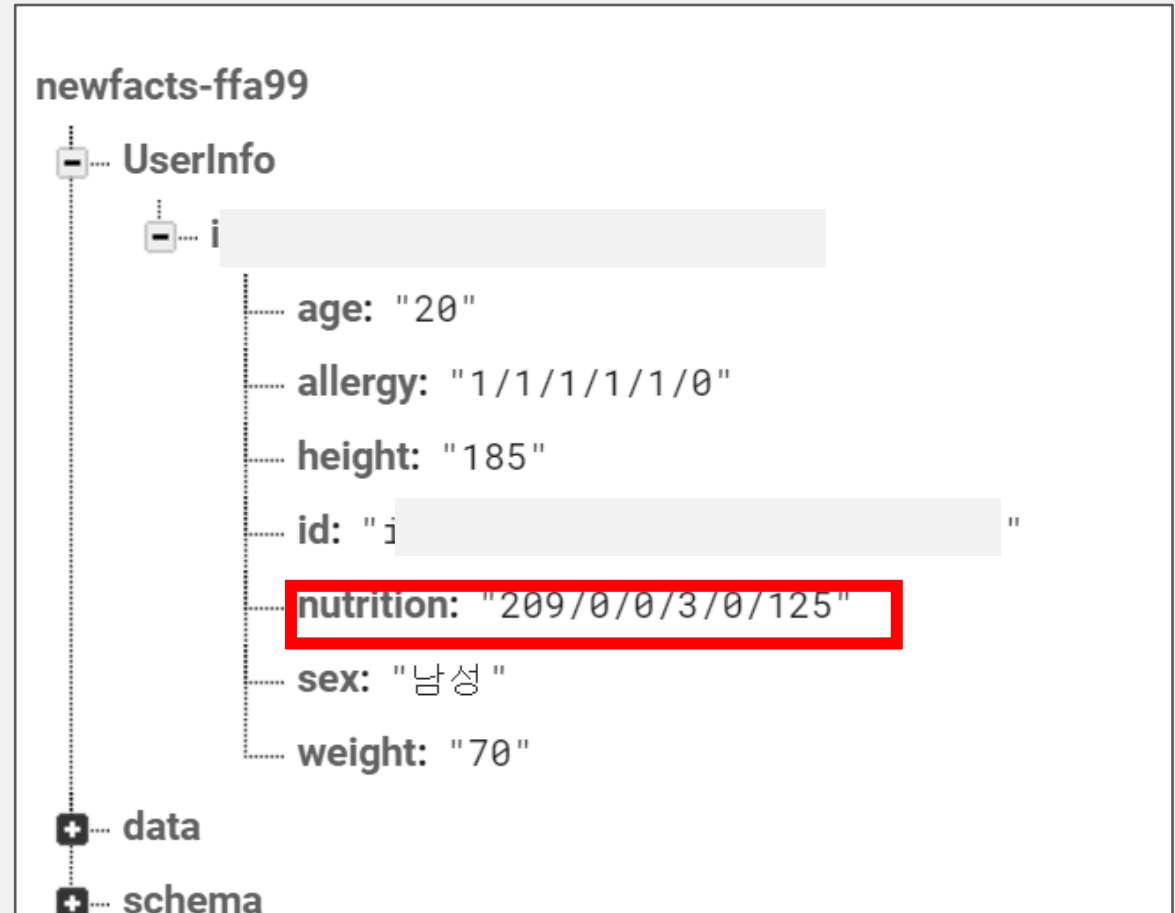 newfacts-ffa99
UserInfo
i
age: "20"
allergy: "1/1/1/1/1/0"
height: "185"
id: "i "
nutrition: "209/0/0/3/0/125"
sex: "남성"
weight: "70"
data
schema